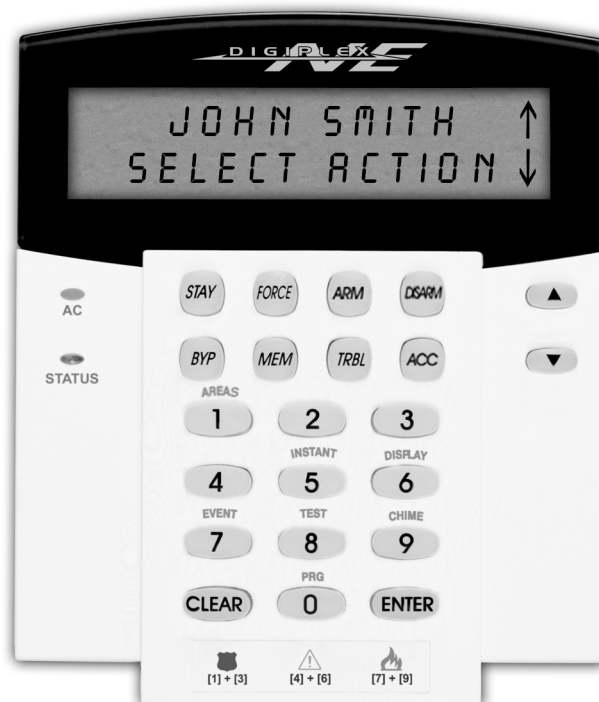 DIGIPLEX
NE
JOHN SMITH ↑
SELECT ACTION ↓
STAY FORCE ARM DISARM
AC
BYP MEM TRBL ACC
STATUS
AREAS
1 2 3
INSTANT DISPLAY
4 5 6
EVENT TEST CHIME
7 8 9
PRG
CLEAR 0 ENTER
[1] + [3] [4] + [6] [7] + [9]